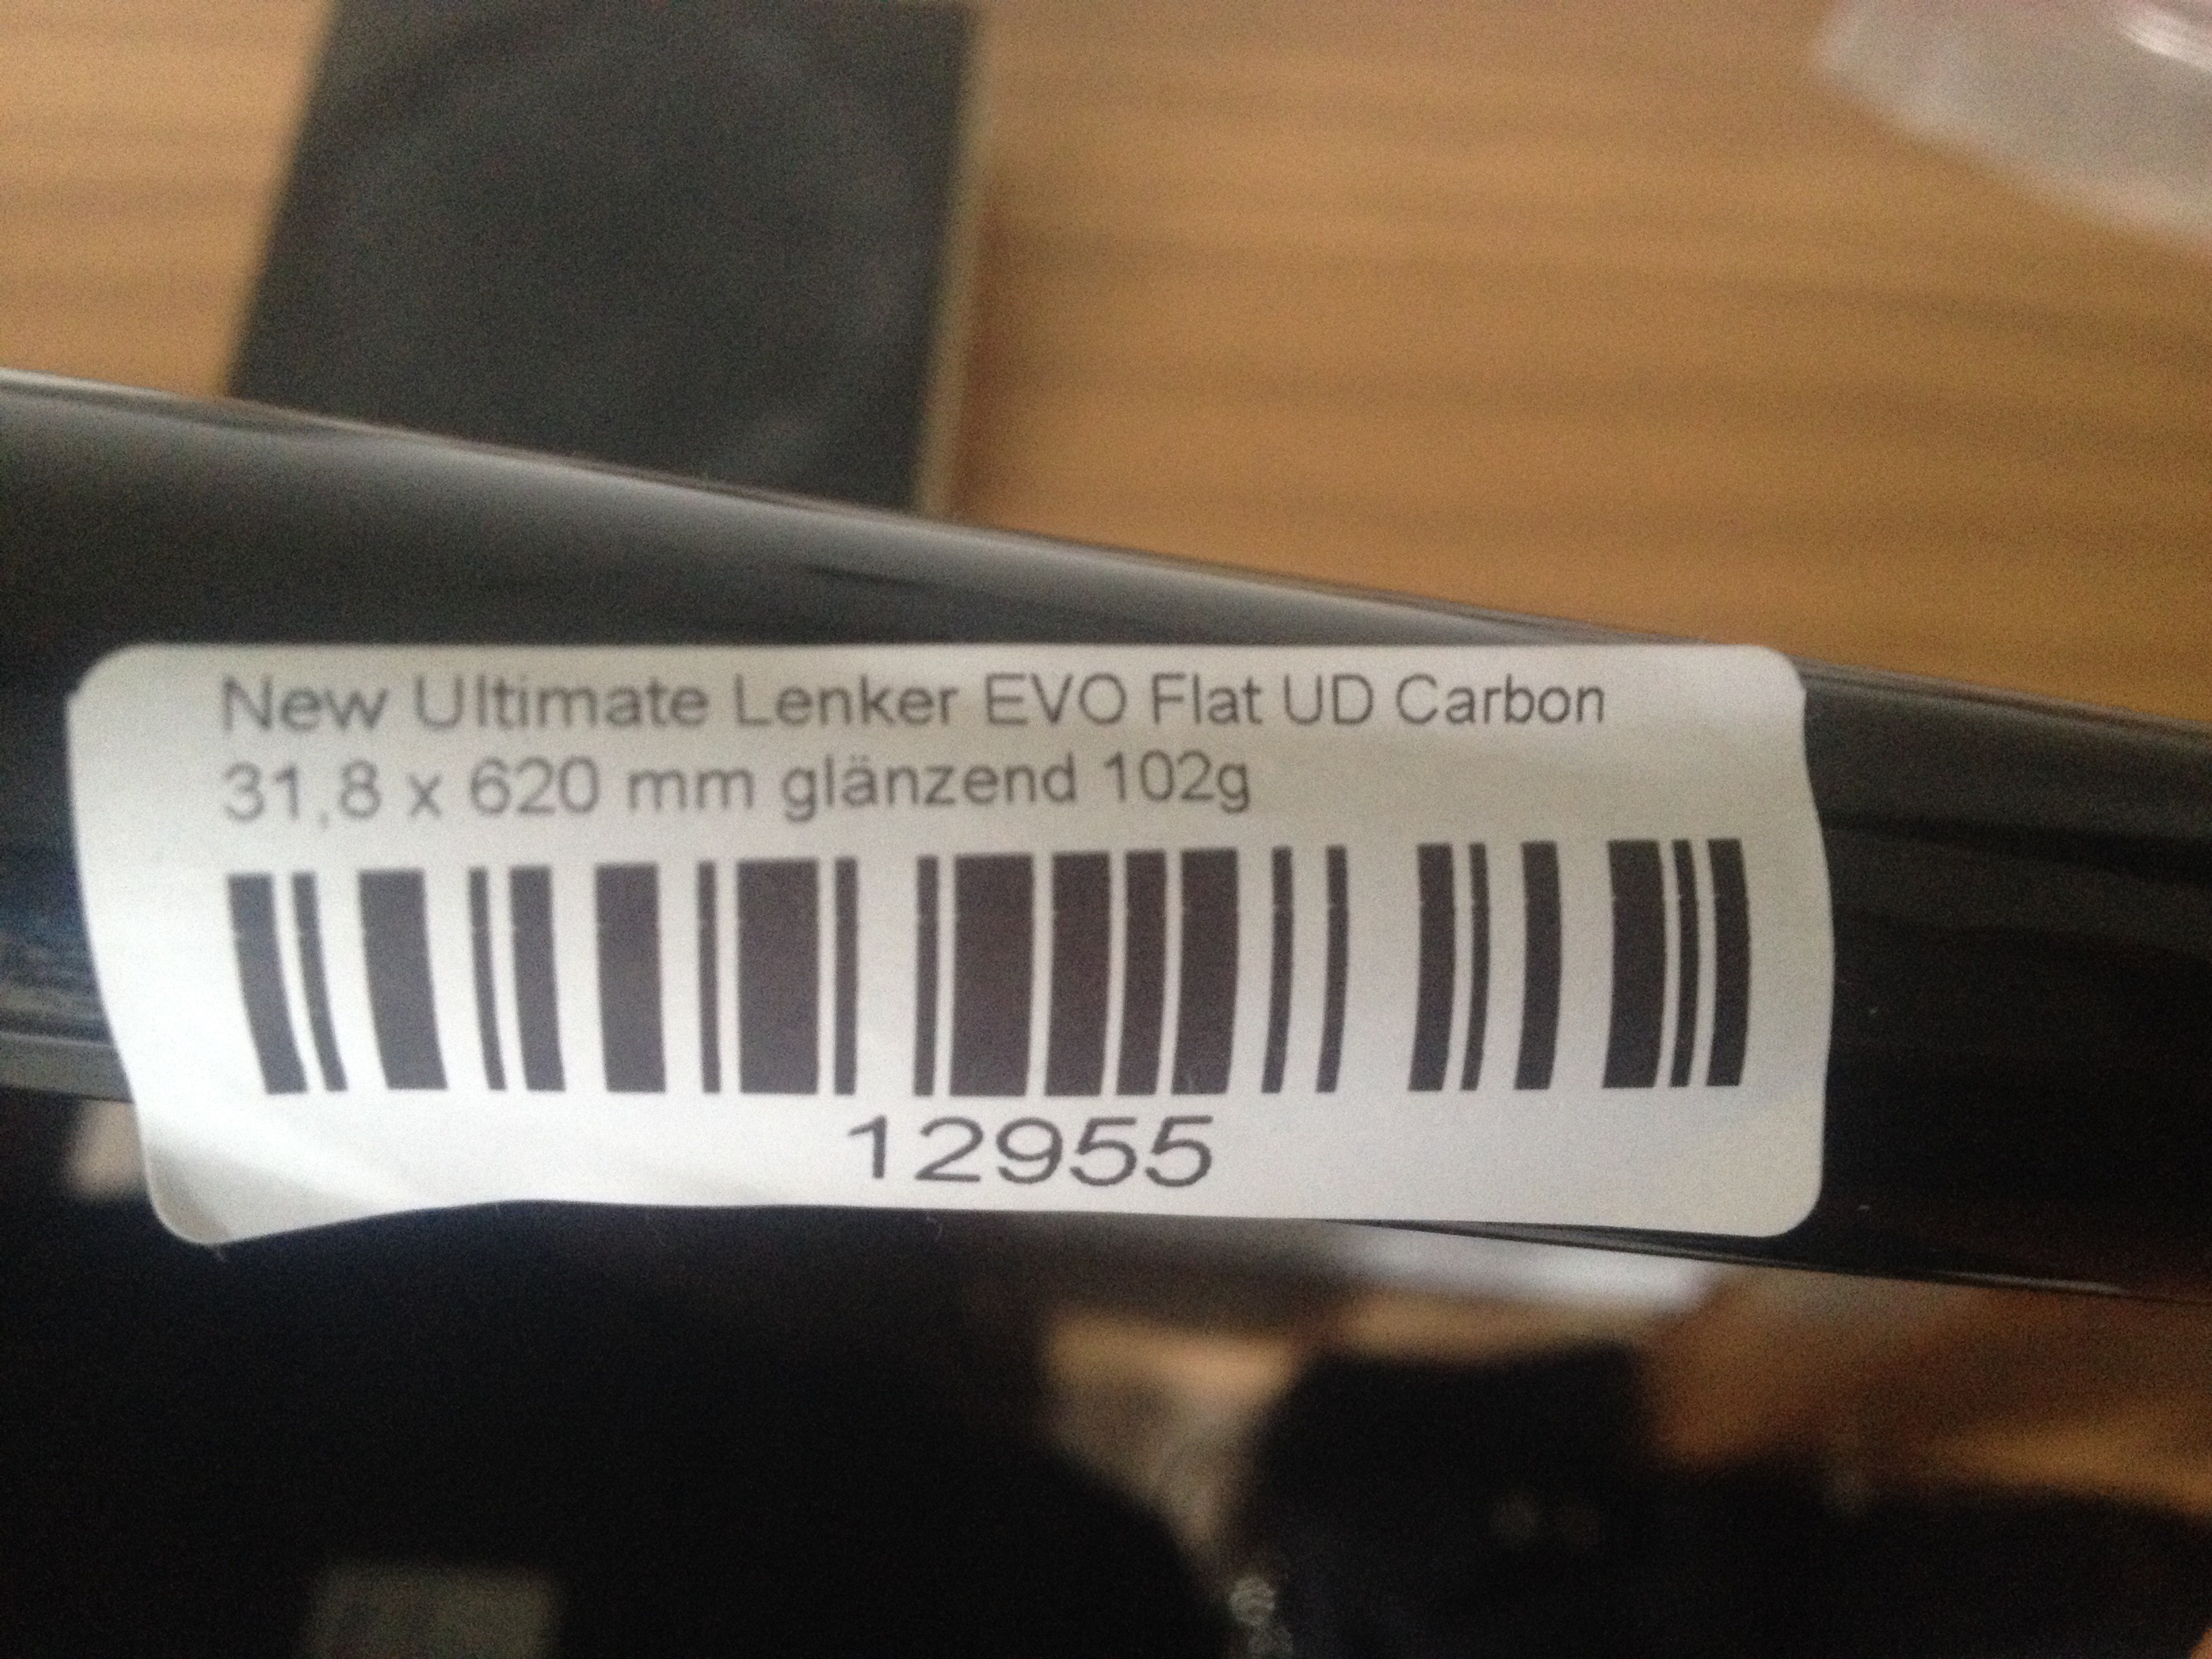 New Ultimate Lenker EVO Flat UD Carbon
31,8 x 620 mm glänzend 102g
12955